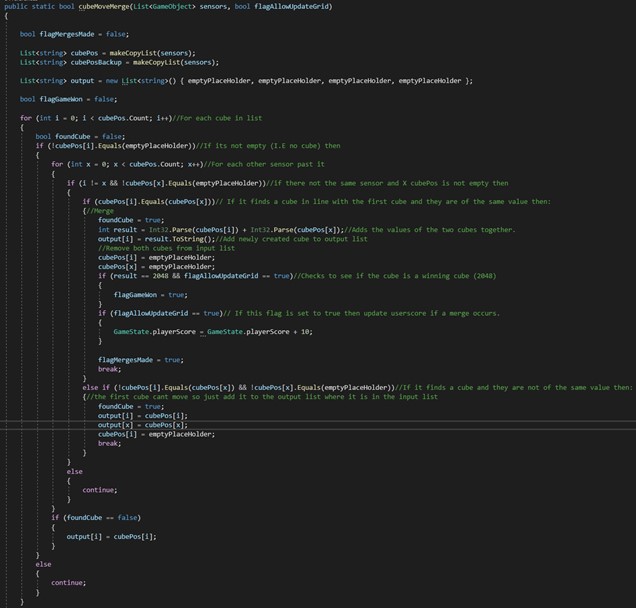 public static bool cubeMoveMerge(List<GameObject> sensors, bool flagAllowUpdateGrid)
{
bool flagMergesMade = false;
List<string> cubePos = makeCopyList(sensors);
List<string> cubePosBackup = makeCopyList(sensors);
List<string> output = new List<string>() { emptyPlaceHolder, emptyPlaceHolder, emptyPlaceHolder, emptyPlaceHolder };
bool flagGameWon = false;
for (int i = 0; i < cubePos.Count; i++)//For each cube in list
{
bool foundCube = false;
if (!cubePos[i].Equals(emptyPlaceHolder))//If its not empty (I.E no cube) then
{
for (int x = 0; x < cubePos.Count; x++)//For each other sensor past it
{
if (i != x && !cubePos[x].Equals(emptyPlaceHolder))//if there not the same sensor and X cubePos is not empty then
{
if (cubePos[i].Equals(cubePos[x]))// If it finds a cube in line with the first cube and they are of the same value then:
{//Merge
foundCube = true;
int result = Int32.Parse(cubePos[i]) + Int32.Parse(cubePos[x]);//Adds the values of the two cubes together.
output[i] = result.ToString();//Add newly created cube to output list
//Remove both cubes from input list
cubePos[i] = emptyPlaceHolder;
cubePos[x] = emptyPlaceHolder;
if (result == 2048 && flagAllowUpdateGrid == true)//Checks to see if the cube is a winning cube (2048)
{
flagGameWon = true;
}
if (flagAllowUpdateGrid == true)// If this flag is set to true then update userscore if a merge occurs.
{
GameState.playerScore = GameState.playerScore + 10;
}
flagMergesMade = true;
break;
}
else if (!cubePos[i].Equals(cubePos[x]) && !cubePos[x].Equals(emptyPlaceHolder))//If it finds a cube and they are not of the same value then:
{//the first cube cant move so just add it to the output list where it is in the input list
foundCube = true;
output[i] = cubePos[i];
output[x] = cubePos[x];
cubePos[i] = emptyPlaceHolder;
break;
}
}
else
{
continue;
}
}
if (foundCube == false)
{
output[i] = cubePos[i];
}
}
else
{
continue;
}
}